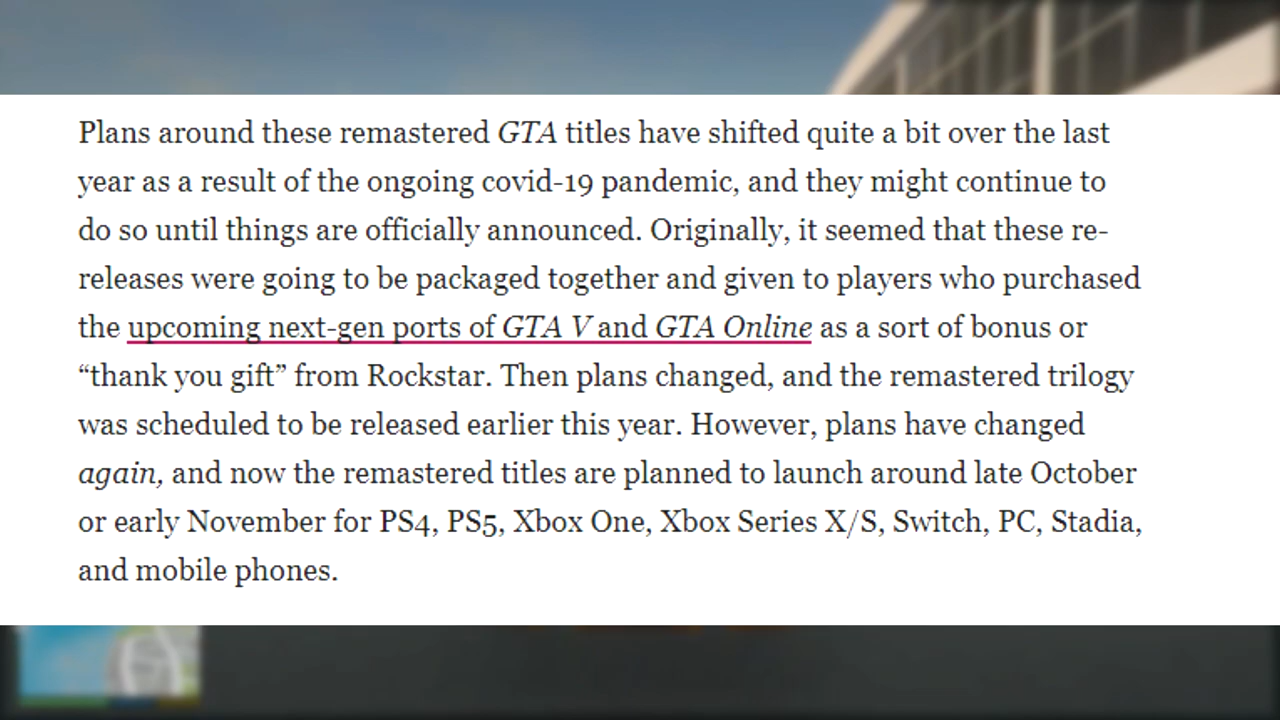 Plans around these remastered GTA titles have shifted quite a bit over the last
year as a result of the ongoing covid-19 pandemic, and they might continue to
do so until things are officially announced. Originally, it seemed that these re-
releases were going to be packaged together and given to players who purchased
the upcoming next-gen ports of GTA V and GTA Online as a sort of bonus or
“thank you gift” from Rockstar. Then plans changed, and the remastered trilogy
was scheduled to be released earlier this year. However, plans have changed
again, and now the remastered titles are planned to launch around late October
or early November for PS4, PS5, Xbox One, Xbox Series X/S, Switch, PC, Stadia,
and mobile phones.